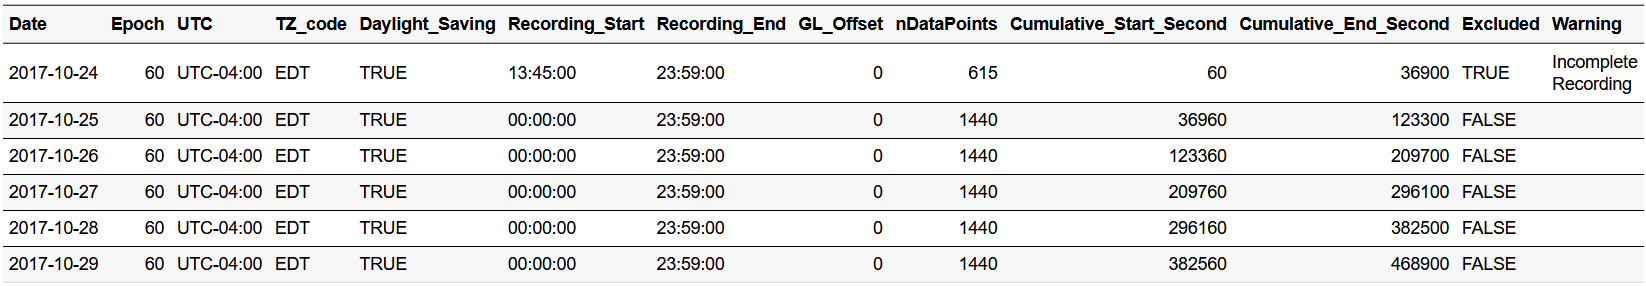 Date Epoch UTC TZ_code Daylight_Saving Recording_Start Recording_End GL_Offset nDataPoints Cumulative_Start_Second Cumulative_End_Second Excluded Warning
2017-10-24 60 UTC-04:00 EDT TRUE 13:45:00 23:59:00 0 615 60 36900 TRUE Incomplete
Recording
2017-10-25 60 UTC-04:00 EDT TRUE 00:00:00 23:59:00 0 1440 36960 123300 FALSE
2017-10-26 60 UTC-04:00 EDT TRUE 00:00:00 23:59:00 0 1440 123360 209700 FALSE
2017-10-27 60 UTC-04:00 EDT TRUE 00:00:00 23:59:00 0 1440 209760 296100 FALSE
2017-10-28 60 UTC-04:00 EDT TRUE 00:00:00 23:59:00 0 1440 296160 382500 FALSE
2017-10-29 60 UTC-04:00 EDT TRUE 00:00:00 23:59:00 0 1440 382560 468900 FALSE